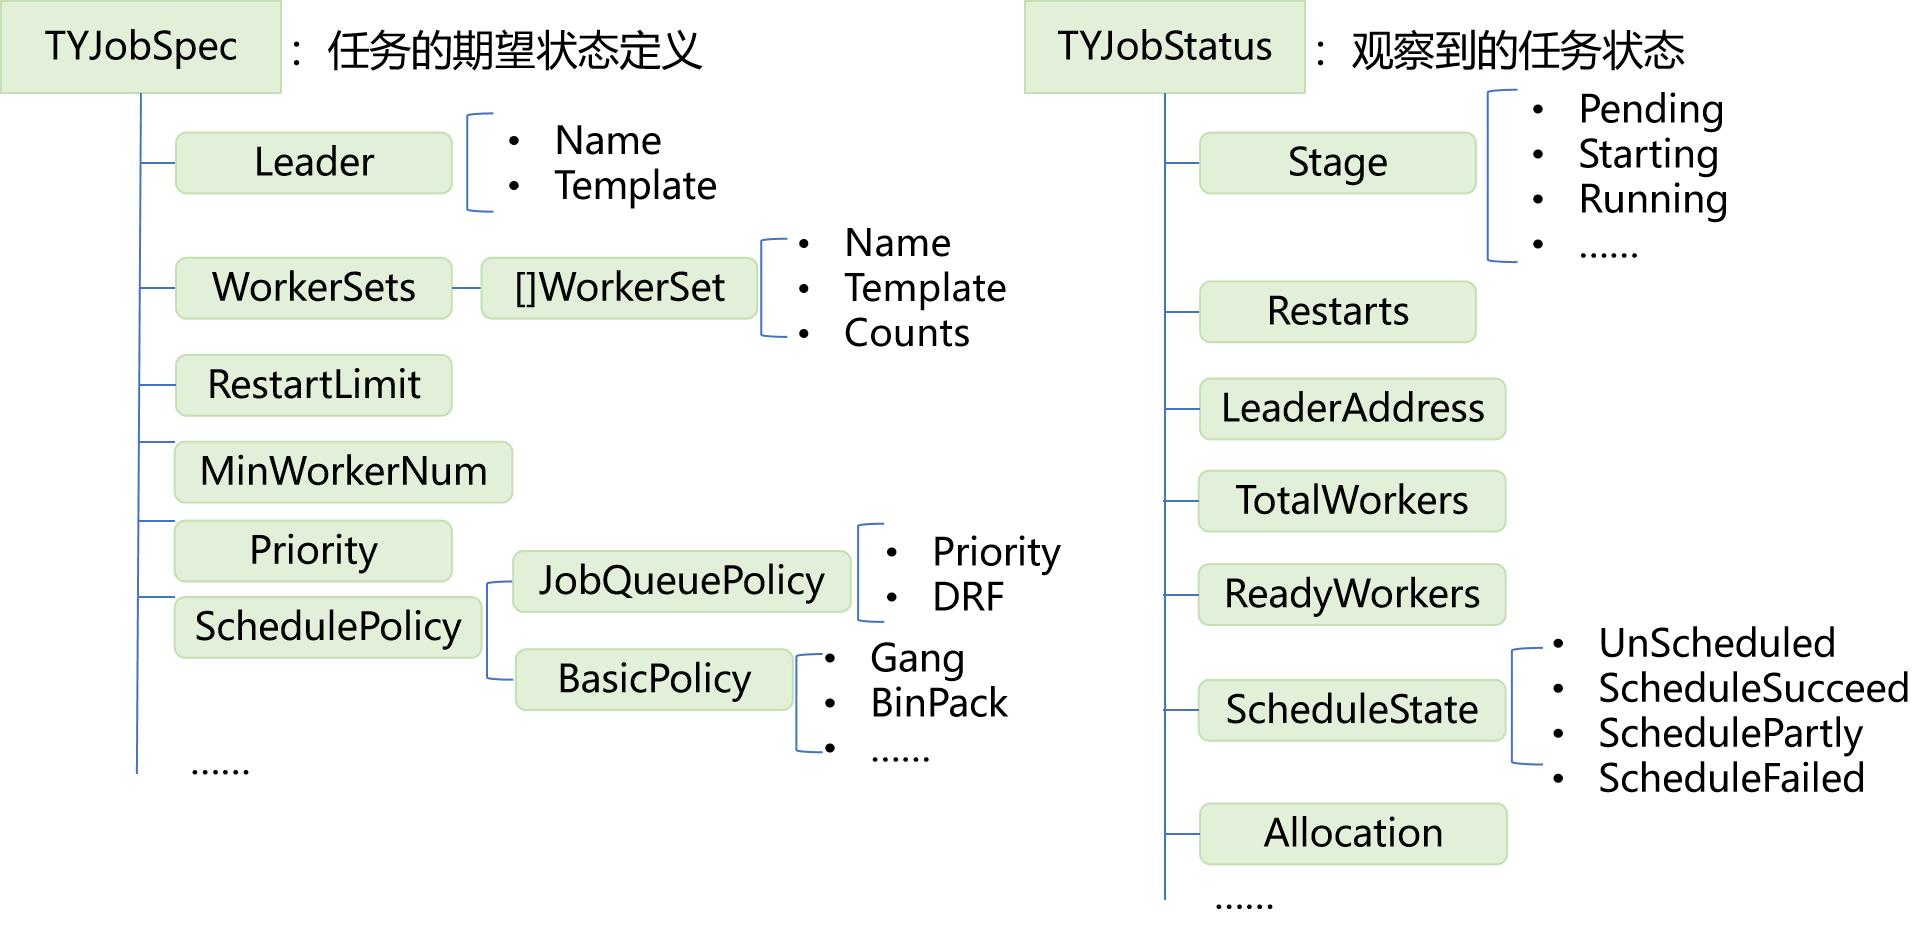 TYJobSpec ：任务的期望状态定义
Leader
• Name
• Template
WorkerSets
[]WorkerSet
• Name
• Template
• Counts
RestartLimit
MinWorkerNum
Priority
SchedulePolicy
JobQueuePolicy
• Priority
• DRF
BasicPolicy
• Gang
• BinPack
• ……
……
TYJobStatus ：观察到的任务状态
Stage
• Pending
• Starting
• Running
• ……
Restarts
LeaderAddress
TotalWorkers
ReadyWorkers
ScheduleState
• UnScheduled
• ScheduleSucceed
• SchedulePartly
• ScheduleFailed
Allocation
……